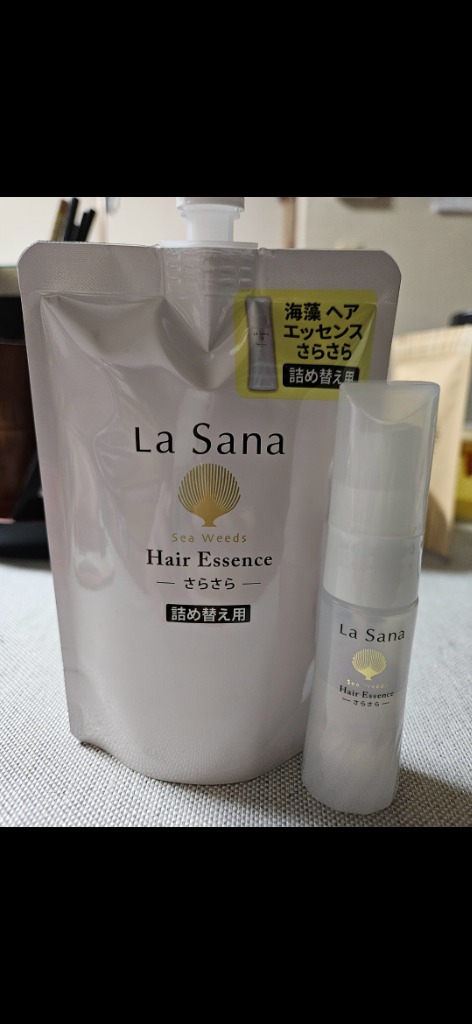 海藻 ヘア
エッセンス
さらさら
詰め替え用
La Sana
Sea Weeds
Hair Essence
さらさら
詰め替え用
La Sana
Sea Weeds
Hair Essence
さらさら